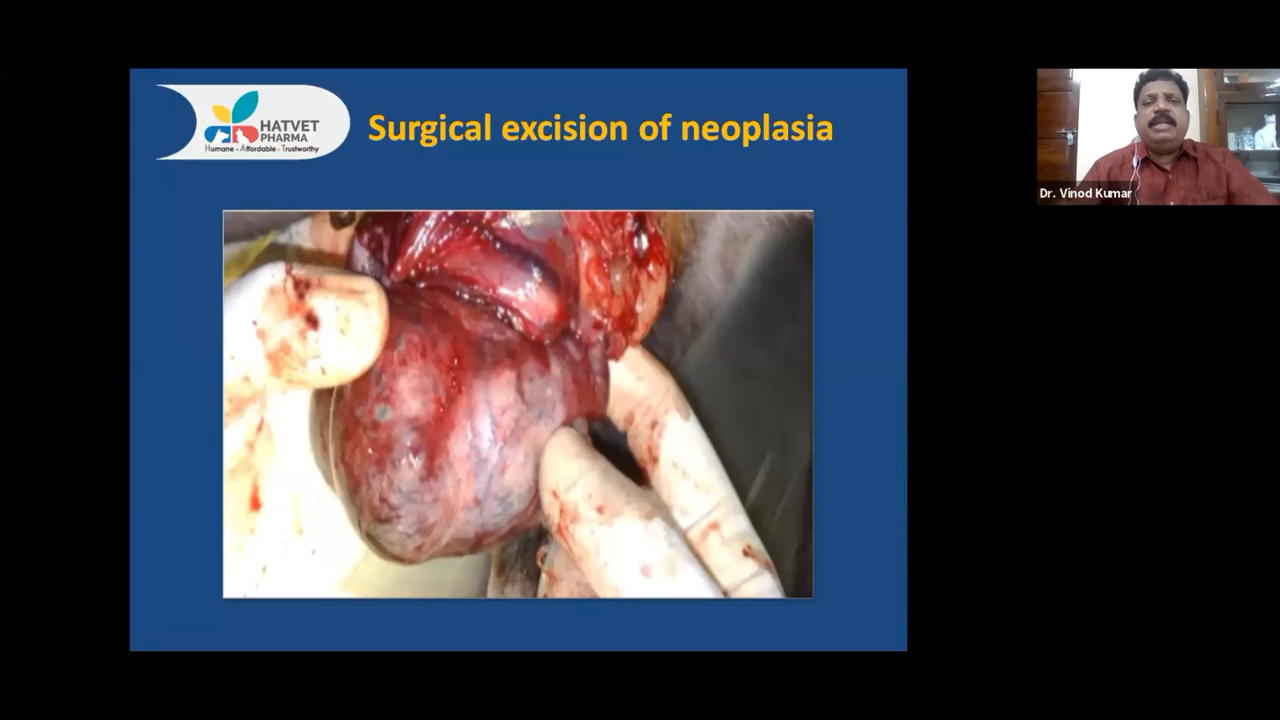 HATVET
PHARMA
Humane - Affordable - Trustworthy
Surgical excision of neoplasia
Dr. Vinod Kumar